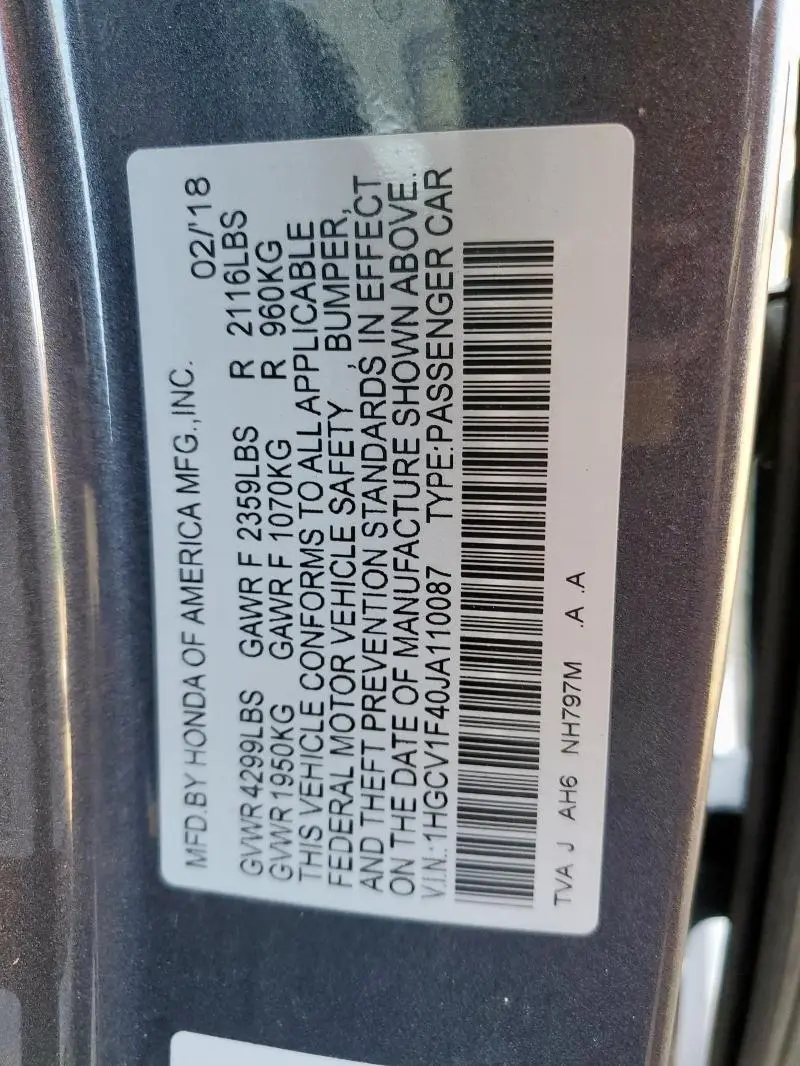 MFD.BY HONDA OF AMERICA MFG.,INC. 02/'18
GVWR 4299LBS GAWR F 2359LBS R 2116LBS
GVWR 1950KG GAWR F 1070KG R 960KG
THIS VEHICLE CONFORMS TO ALL APPLICABLE
FEDERAL MOTOR VEHICLE SAFETY , BUMPER,
AND THEFT PREVENTION STANDARDS IN EFFECT
ON THE DATE OF MANUFACTURE SHOWN ABOVE.
V.I.N.:1HGCV1F40JA110087 TYPE:PASSENGER CAR
TVA J AH6 NH797M .A .A